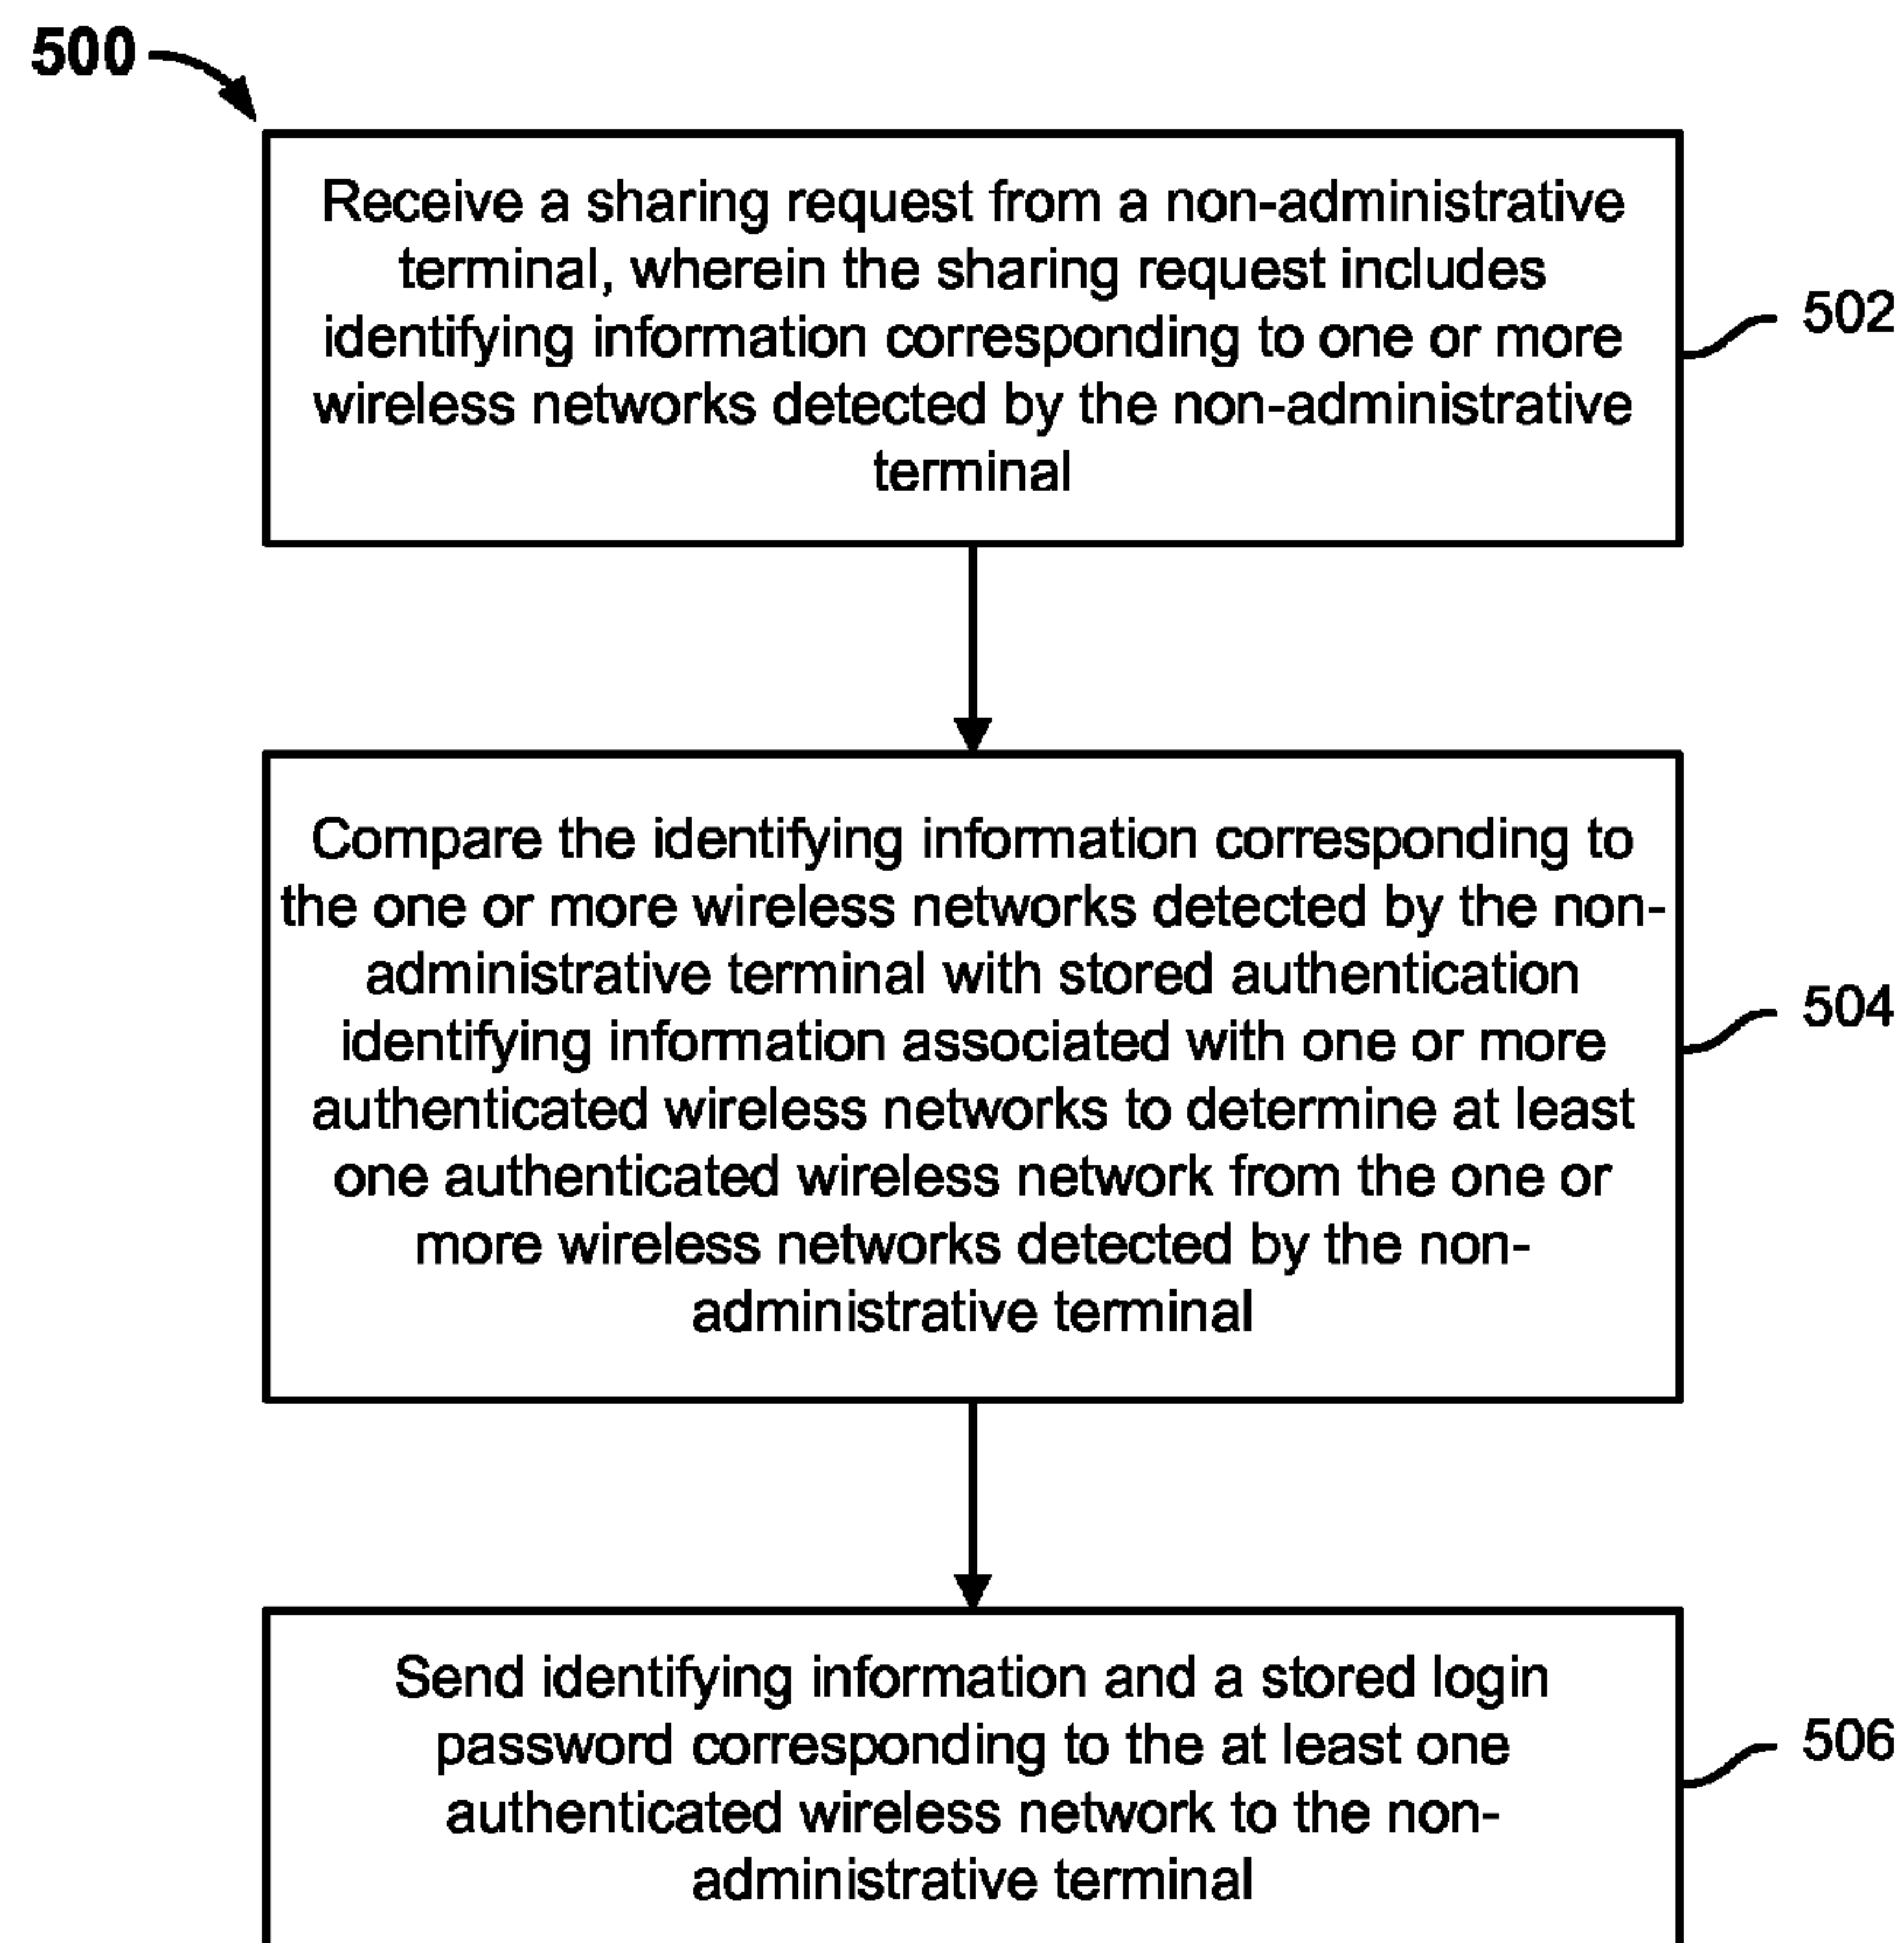 500
Receive a sharing request from a non-administrative
terminal, wherein the sharing request includes
identifying information corresponding to one or more
wireless networks detected by the non-administrative
terminal
502
Compare the identifying information corresponding to
the one or more wireless networks detected by the non-
administrative terminal with stored authentication
identifying information associated with one or more
authenticated wireless networks to determine at least
one authenticated wireless network from the one or
more wireless networks detected by the non-
administrative terminal
504
Send identifying information and a stored login
password corresponding to the at least one
authenticated wireless network to the non-
administrative terminal
506